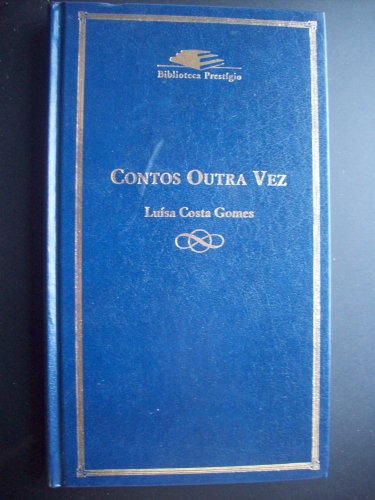 Biblioteca Prestígio
CONTOS OUTRA VEZ
Luísa Costa Gomes